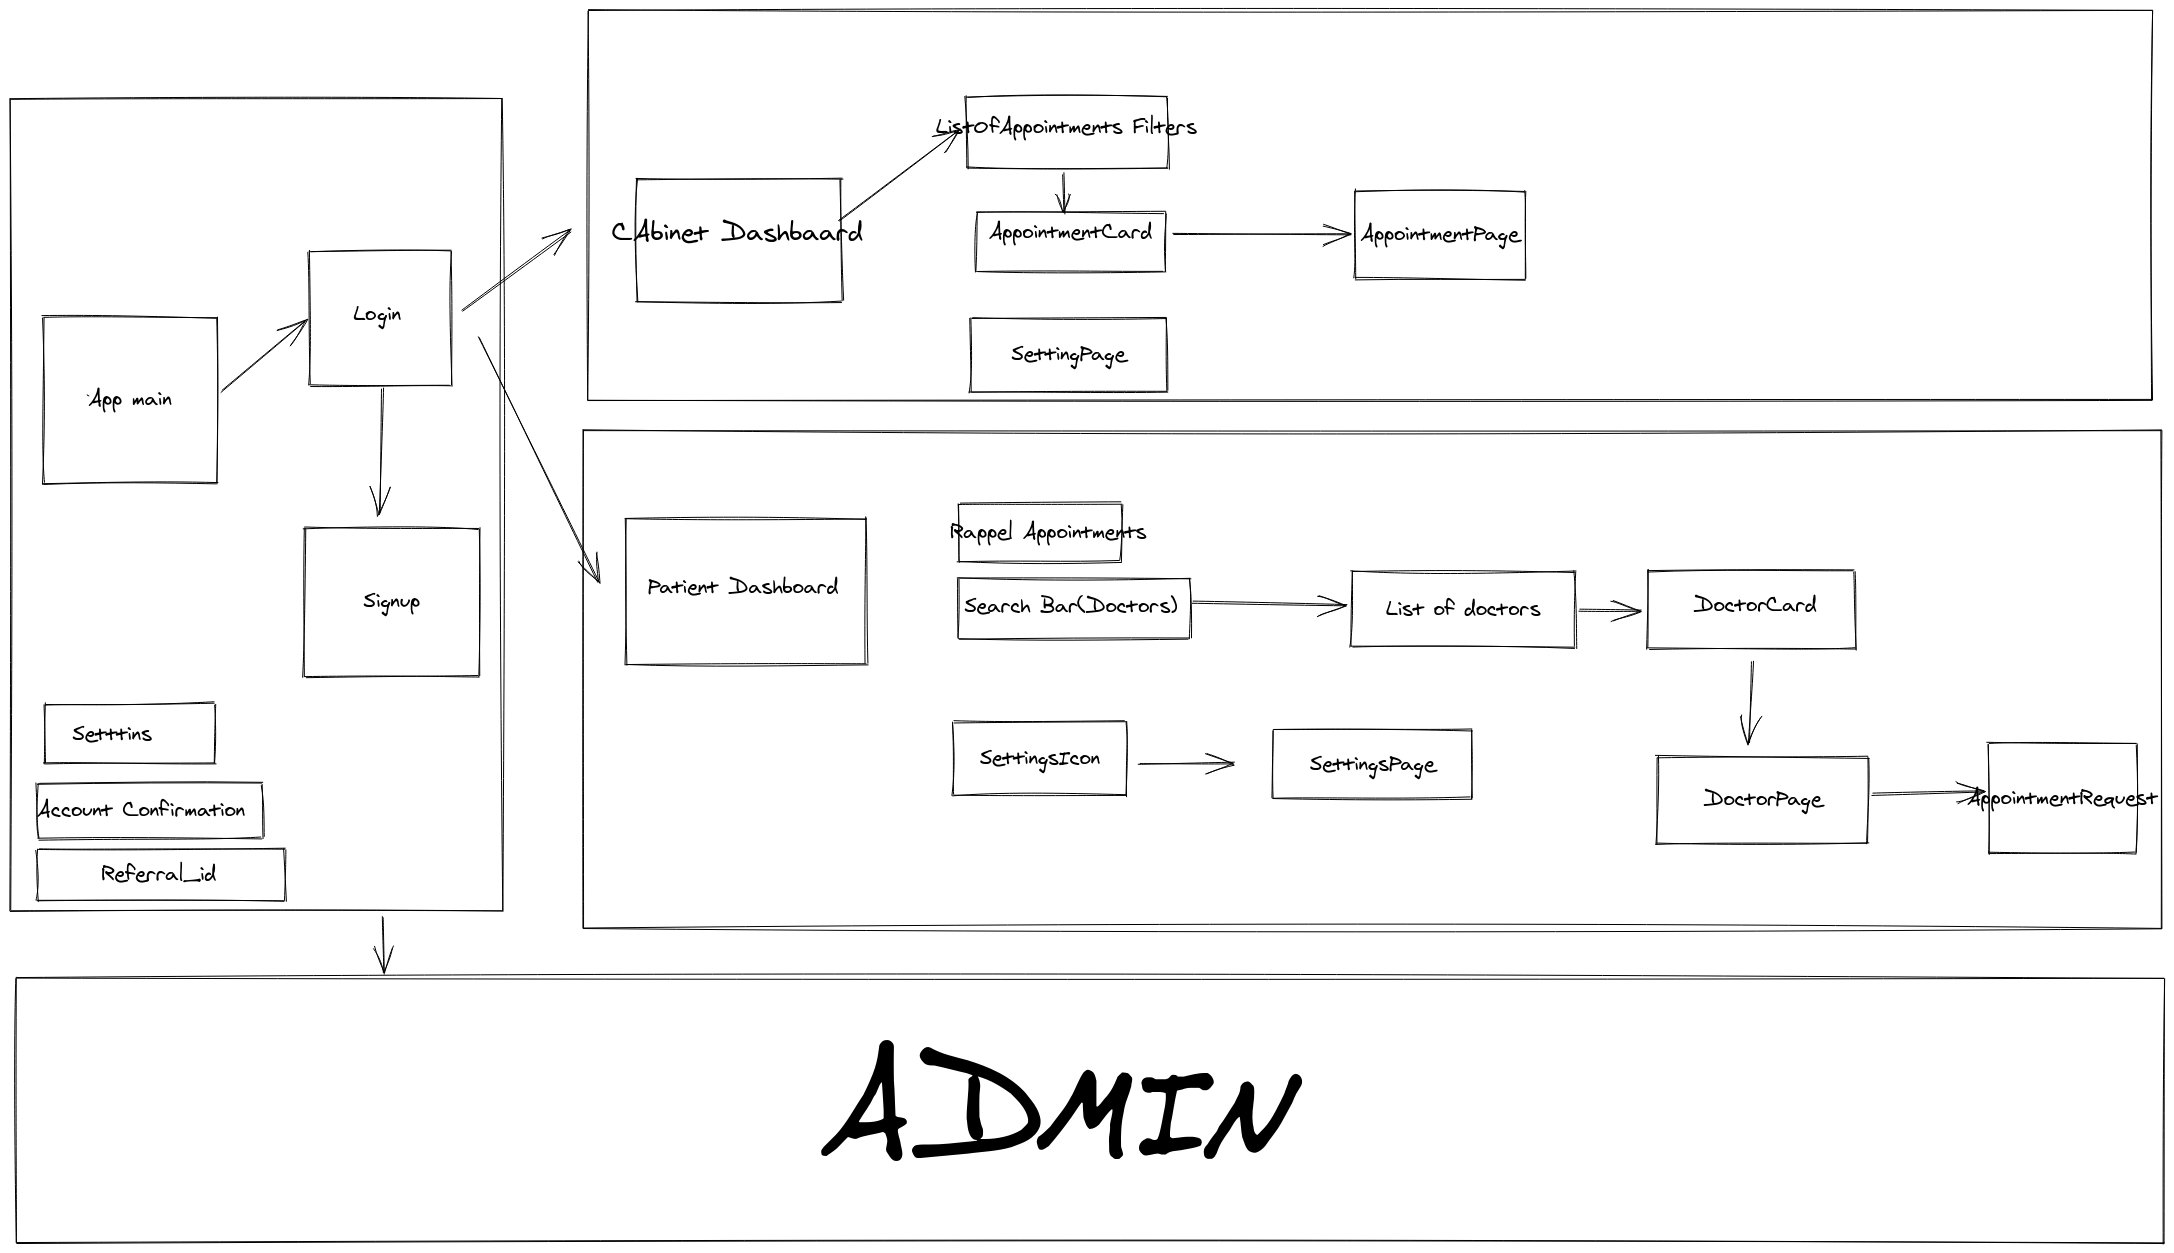 App main
Login
Signup
Setttins
Account Confirmation
Referral_id
CAbinet Dashbaard
ListOfAppointments Filters
AppointmentCard
AppointmentPage
SettingPage
Patient Dashboard
Rappel Appointments
Search Bar(Doctors)
List of doctors
DoctorCard
SettingsIcon
SettingsPage
DoctorPage
AppointmentRequest
ADMIN